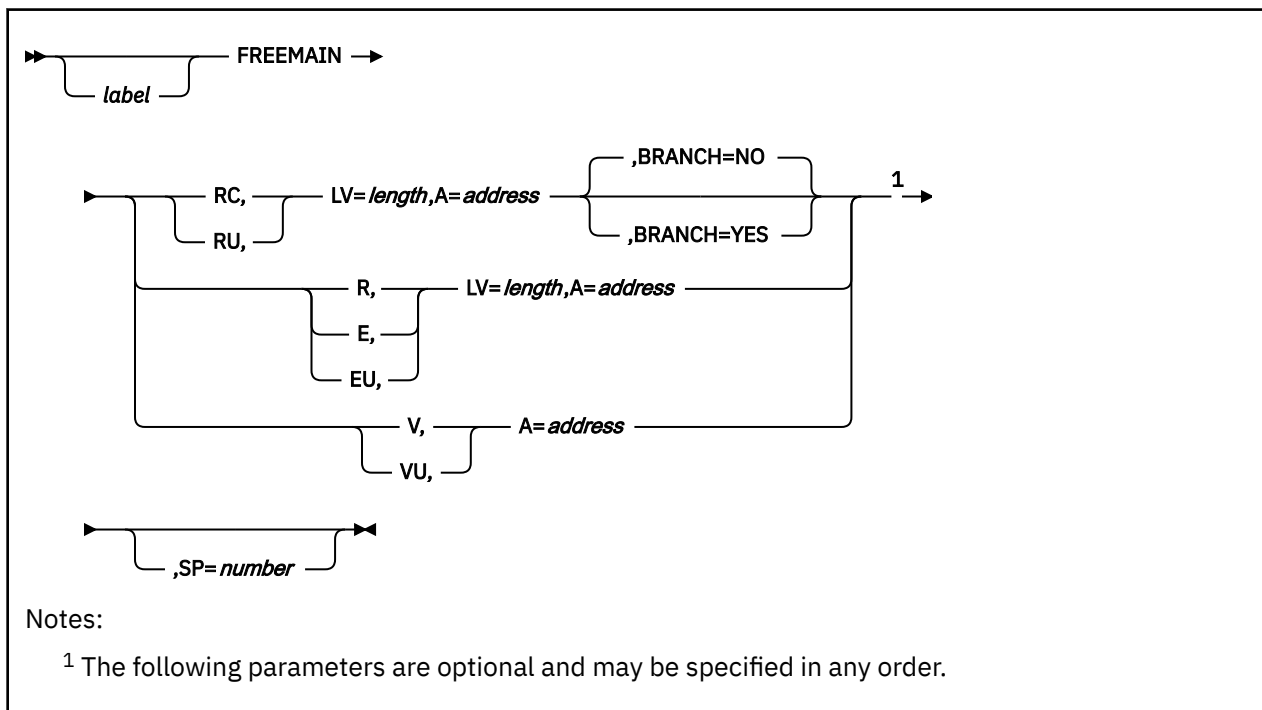 FREEMAIN
label
,BRANCH=NO
1
RC, LV=length,A=address
RU, ,BRANCH=YES
R, LV=length,A=address
E,
EU,
V, A=address
VU,
,SP=number
Notes:
1 The following parameters are optional and may be specified in any order.